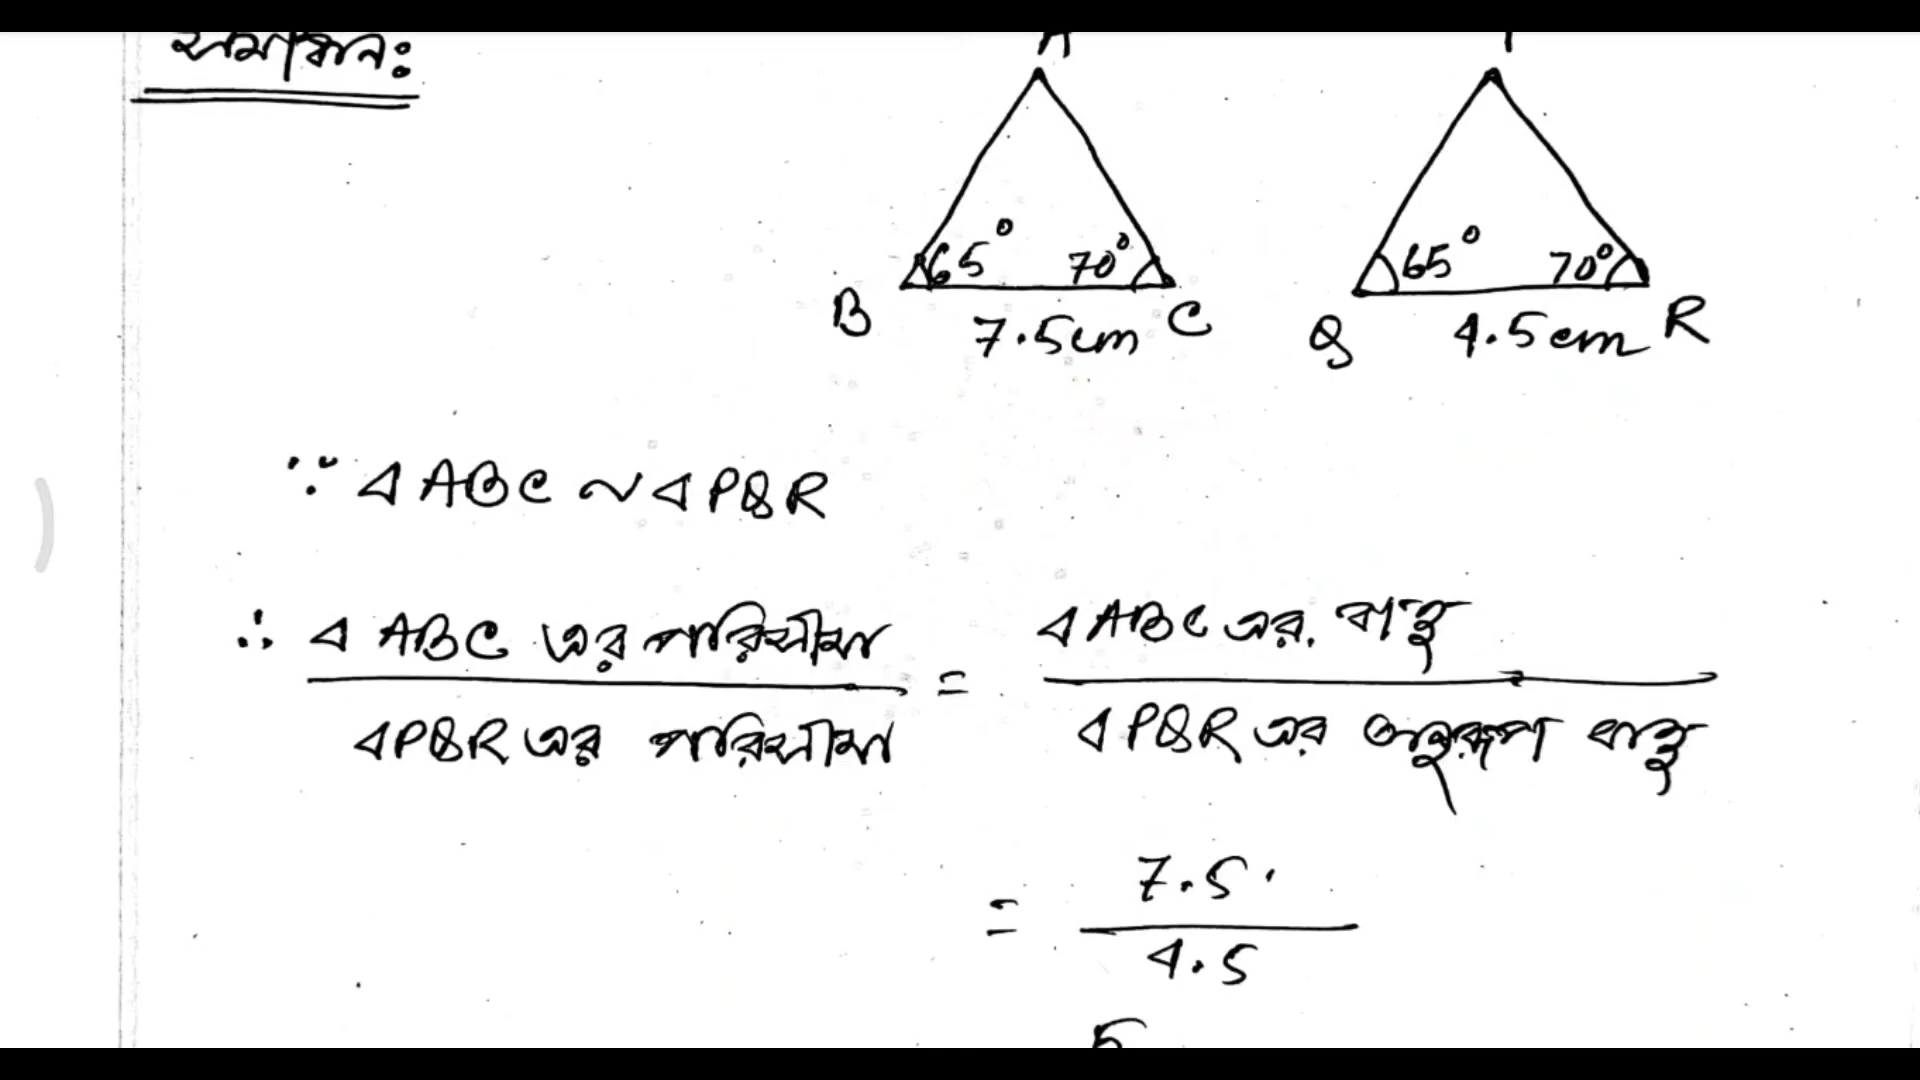 সমাধান:
A
65° 70° 65° 70°
B 7.5cm C Q 4.5cm R
∵ △ABC ~ △PQR
∴ △ABC এর পরিসীমা / △PQR এর পরিসীমা = △ABC এর বাহু / △PQR এর অনুরূপ বাহু
= 7.5 / 4.5
5